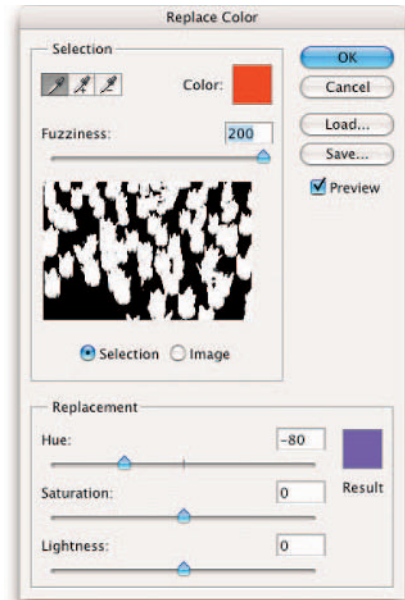 Replace Color
Selection
Color:
Fuzziness: 200
Selection Image
OK
Cancel
Load...
Save...
Preview
Replacement
Hue: -80
Saturation: 0
Result
Lightness: 0